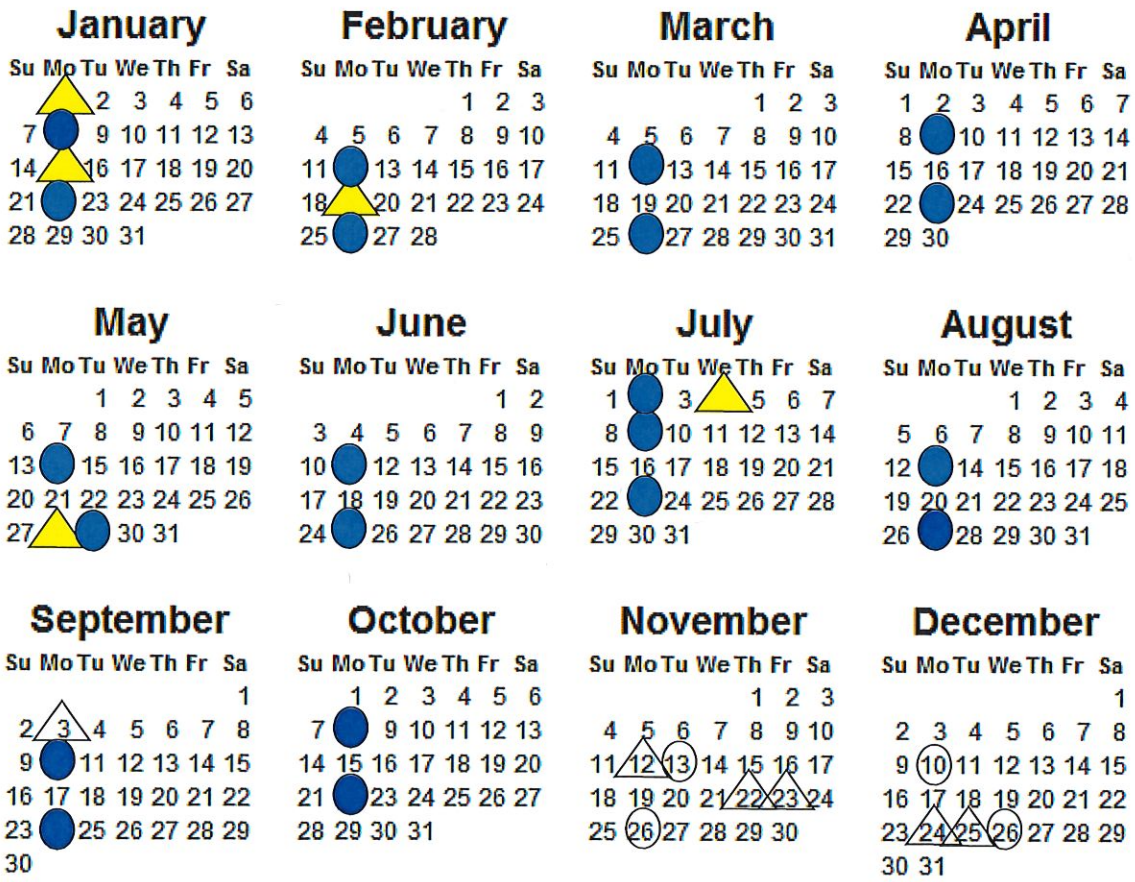 January
Su Mo Tu We Th Fr Sa
2 3 4 5 6
7 9 10 11 12 13
14 16 17 18 19 20
21 23 24 25 26 27
28 29 30 31
February
Su Mo Tu We Th Fr Sa
1 2 3
4 5 6 7 8 9 10
11 13 14 15 16 17
18 20 21 22 23 24
25 27 28
March
Su Mo Tu We Th Fr Sa
1 2 3
4 5 6 7 8 9 10
11 13 14 15 16 17
18 19 20 21 22 23 24
25 27 28 29 30 31
April
Su Mo Tu We Th Fr Sa
1 2 3 4 5 6 7
8 10 11 12 13 14
15 16 17 18 19 20 21
22 24 25 26 27 28
29 30
May
Su Mo Tu We Th Fr Sa
1 2 3 4 5
6 7 8 9 10 11 12
13 15 16 17 18 19
20 21 22 23 24 25 26
27 30 31
June
Su Mo Tu We Th Fr Sa
1 2
3 4 5 6 7 8 9
10 12 13 14 15 16
17 18 19 20 21 22 23
24 26 27 28 29 30
July
Su Mo Tu We Th Fr Sa
1 3 5 6 7
8 10 11 12 13 14
15 16 17 18 19 20 21
22 24 25 26 27 28
29 30 31
August
Su Mo Tu We Th Fr Sa
1 2 3 4
5 6 7 8 9 10 11
12 14 15 16 17 18
19 20 21 22 23 24 25
26 28 29 30 31
September
Su Mo Tu We Th Fr Sa
1
2 3 4 5 6 7 8
9 11 12 13 14 15
16 17 18 19 20 21 22
23 25 26 27 28 29
30
October
Su Mo Tu We Th Fr Sa
1 2 3 4 5 6
7 9 10 11 12 13
14 15 16 17 18 19 20
21 23 24 25 26 27
28 29 30 31
November
Su Mo Tu We Th Fr Sa
1 2 3
4 5 6 7 8 9 10
11 12 13 14 15 16 17
18 19 20 21 22 23 24
25 26 27 28 29 30
December
Su Mo Tu We Th Fr Sa
1
2 3 4 5 6 7 8
9 10 11 12 13 14 15
16 17 18 19 20 21 22
23 24 25 26 27 28 29
30 31